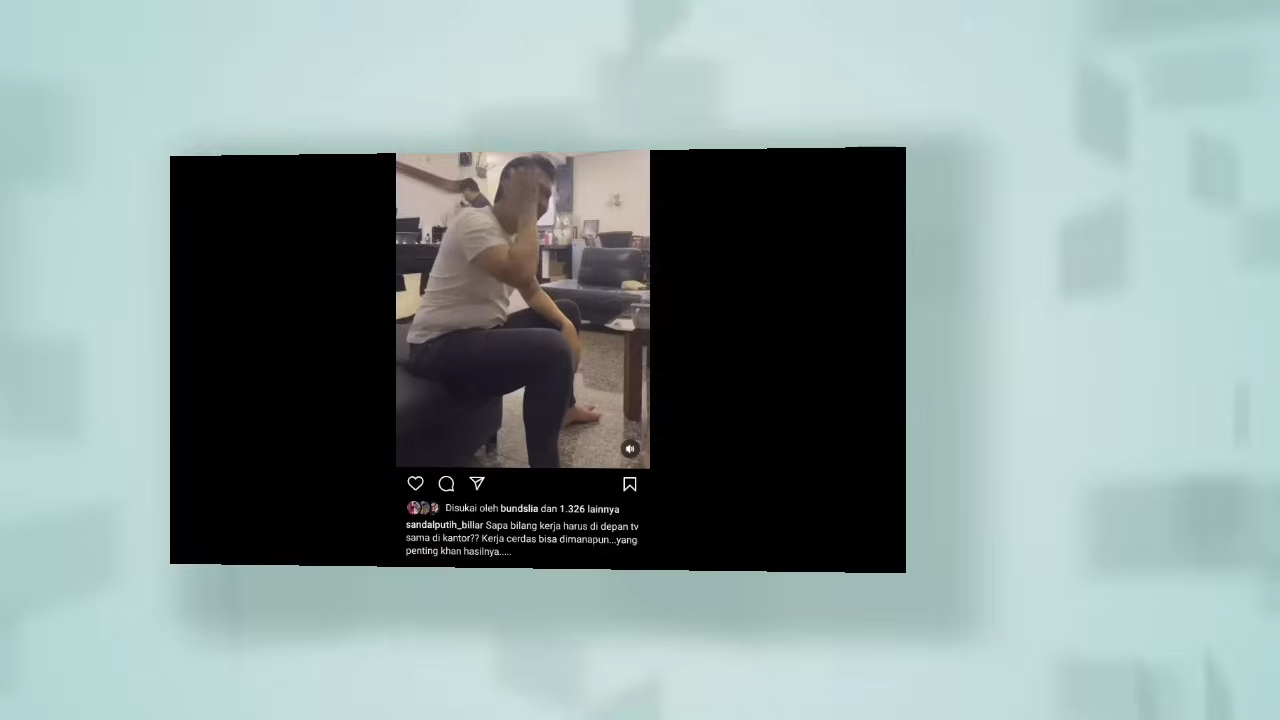 Disukai oleh bundslia dan 1.326 lainnya
sandalputih_billar Sapa bilang kerja harus di depan tv
sama di kantor?? Kerja cerdas bisa dimanapun...yang
penting khan hasilnya.....